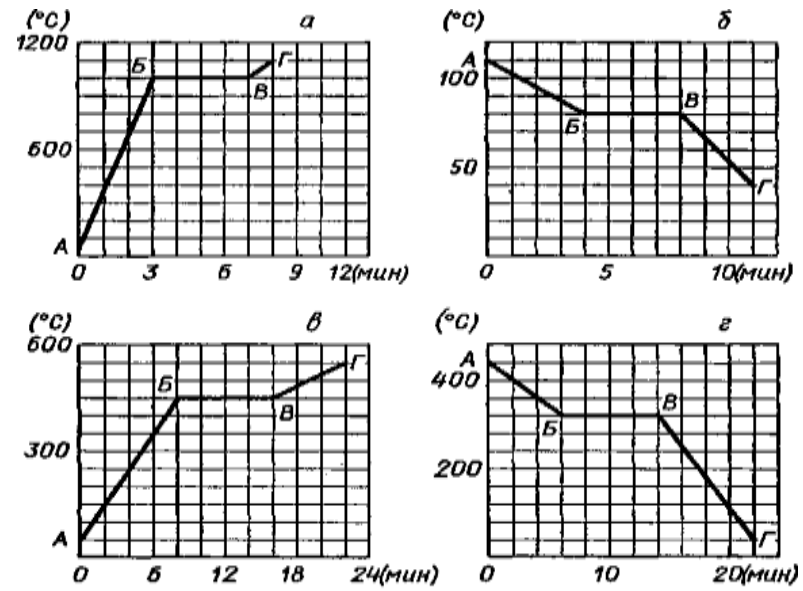 (°C) а
1200
Б Г
В
600
А
0 3 6 9 12(мин)
(°C) б
А
100
В
Б
50
Г
0 5 10(мин)
(°C) в
600
Г
Б
В
300
А
0 6 12 18 24(мин)
(°C) г
А
400
В
Б
200
Г
0 10 20(мин)